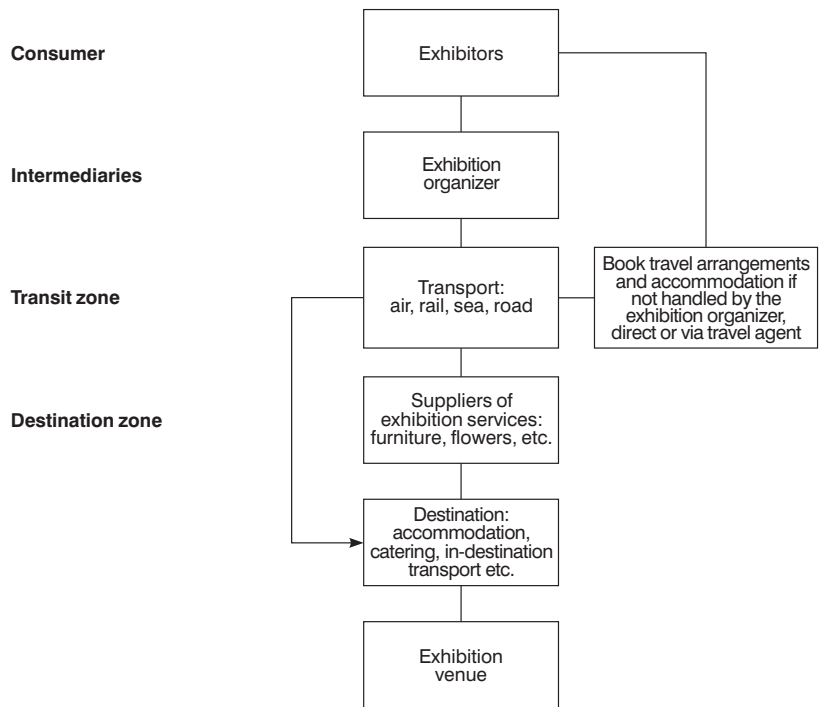 Consumer
Exhibitors
Intermediaries
Exhibition
organizer
Transit zone
Transport:
air, rail, sea, road
Book travel arrangements
and accommodation if
not handled by the
exhibition organizer,
direct or via travel agent
Destination zone
Suppliers of
exhibition services:
furniture, flowers, etc.
Destination:
accommodation,
catering, in-destination
transport etc.
Exhibition
venue